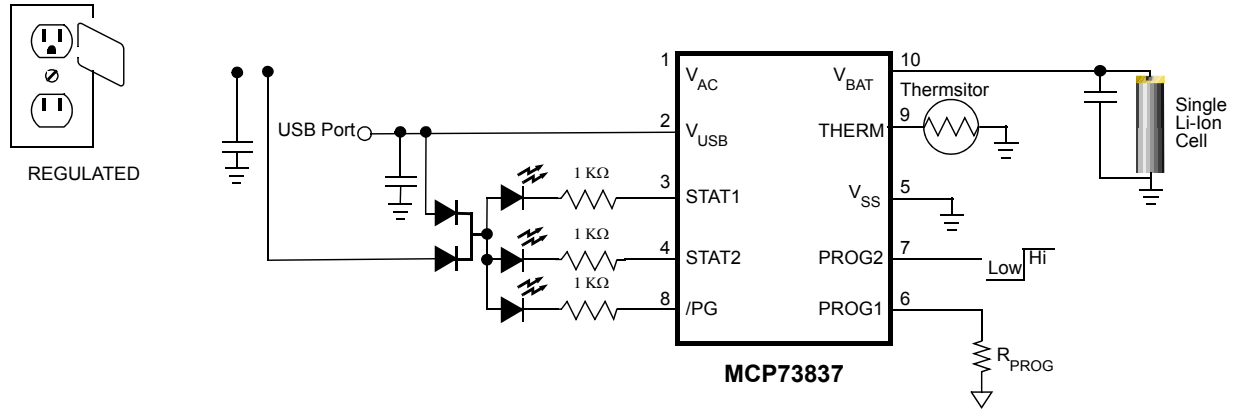 REGULATED
USB Port
1
V_AC
2
V_USB
3
STAT1
4
STAT2
8
/PG
1 KΩ
1 KΩ
1 KΩ
10
V_BAT
Thermsitor
9
THERM
5
V_SS
7
PROG2
Low
Hi
6
PROG1
R_PROG
Single
Li-Ion
Cell
MCP73837